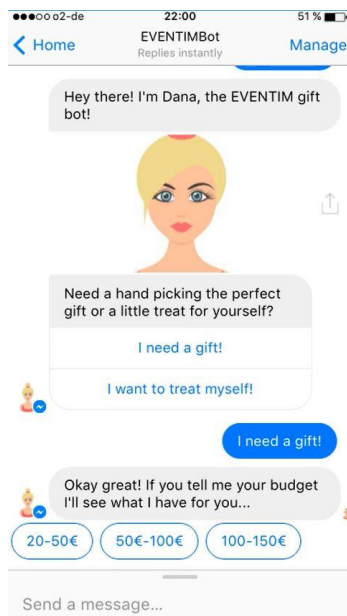 o2-de 22:00 51 %
Home EVENTIMBot Manage
Replies instantly
Hey there! I'm Dana, the EVENTIM gift
bot!
Need a hand picking the perfect
gift or a little treat for yourself?
I need a gift!
I want to treat myself!
I need a gift!
Okay great! If you tell me your budget
I'll see what I have for you...
20-50€ 50€-100€ 100-150€
Send a message...